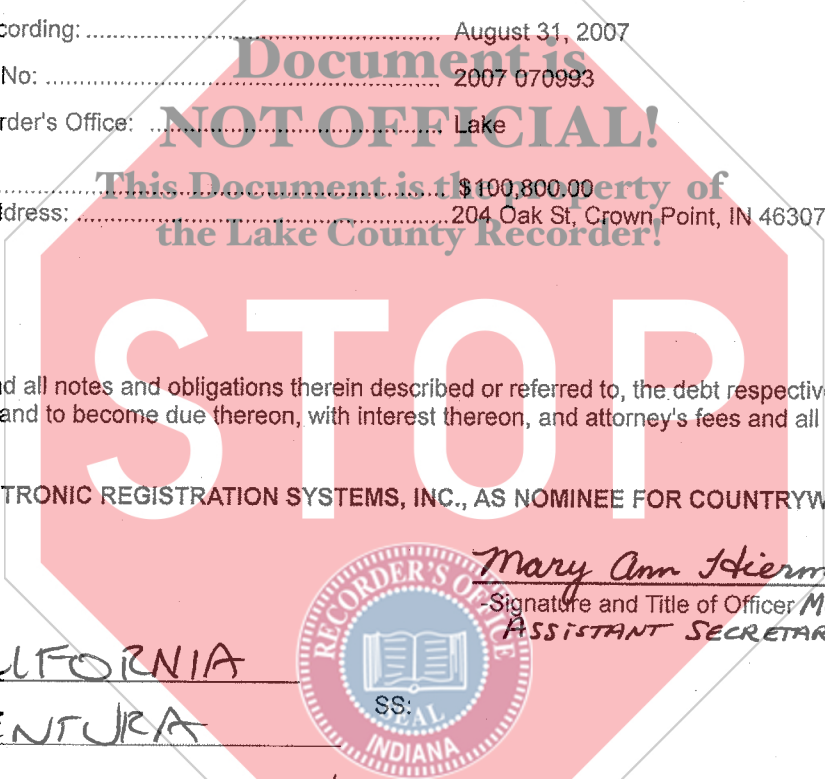 cording: ........ August 31, 2007
Document is
No: ........ 2007 070993
NOT OFFICIAL!
rder's Office: ........ Lake
........ $100,800.00
This Document is the property of
dress: ........ 204 Oak St, Crown Point, IN 46307
the Lake County Recorder!
STOP
d all notes and obligations therein described or referred to, the debt respective
and to become due thereon, with interest thereon, and attorney's fees and all
TRONIC REGISTRATION SYSTEMS, INC., AS NOMINEE FOR COUNTRYW
Mary Ann Hierm
-Signature and Title of Officer M
ASSISTANT SECRETAR
LIFORNIA
SS:
ENTURA
RECORDER'S OFFICE
SEAL
INDIANA